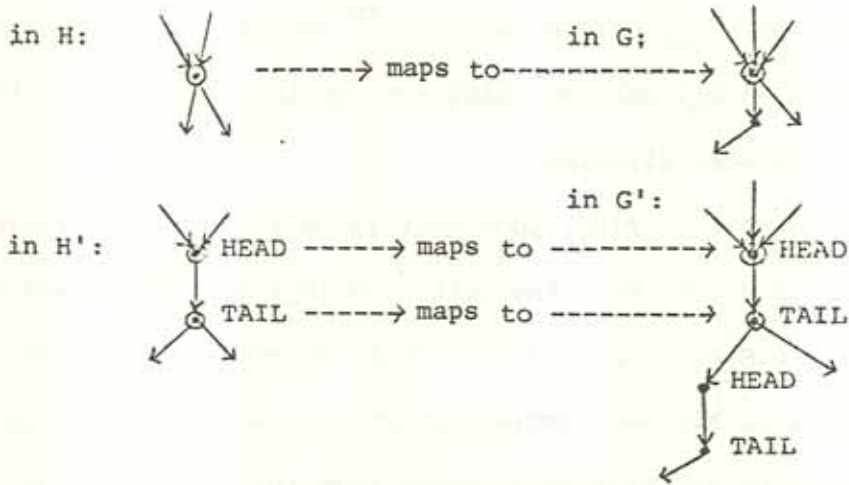 in H: maps to in G:
in G':
in H': HEAD maps to HEAD
TAIL maps to TAIL
HEAD
TAIL